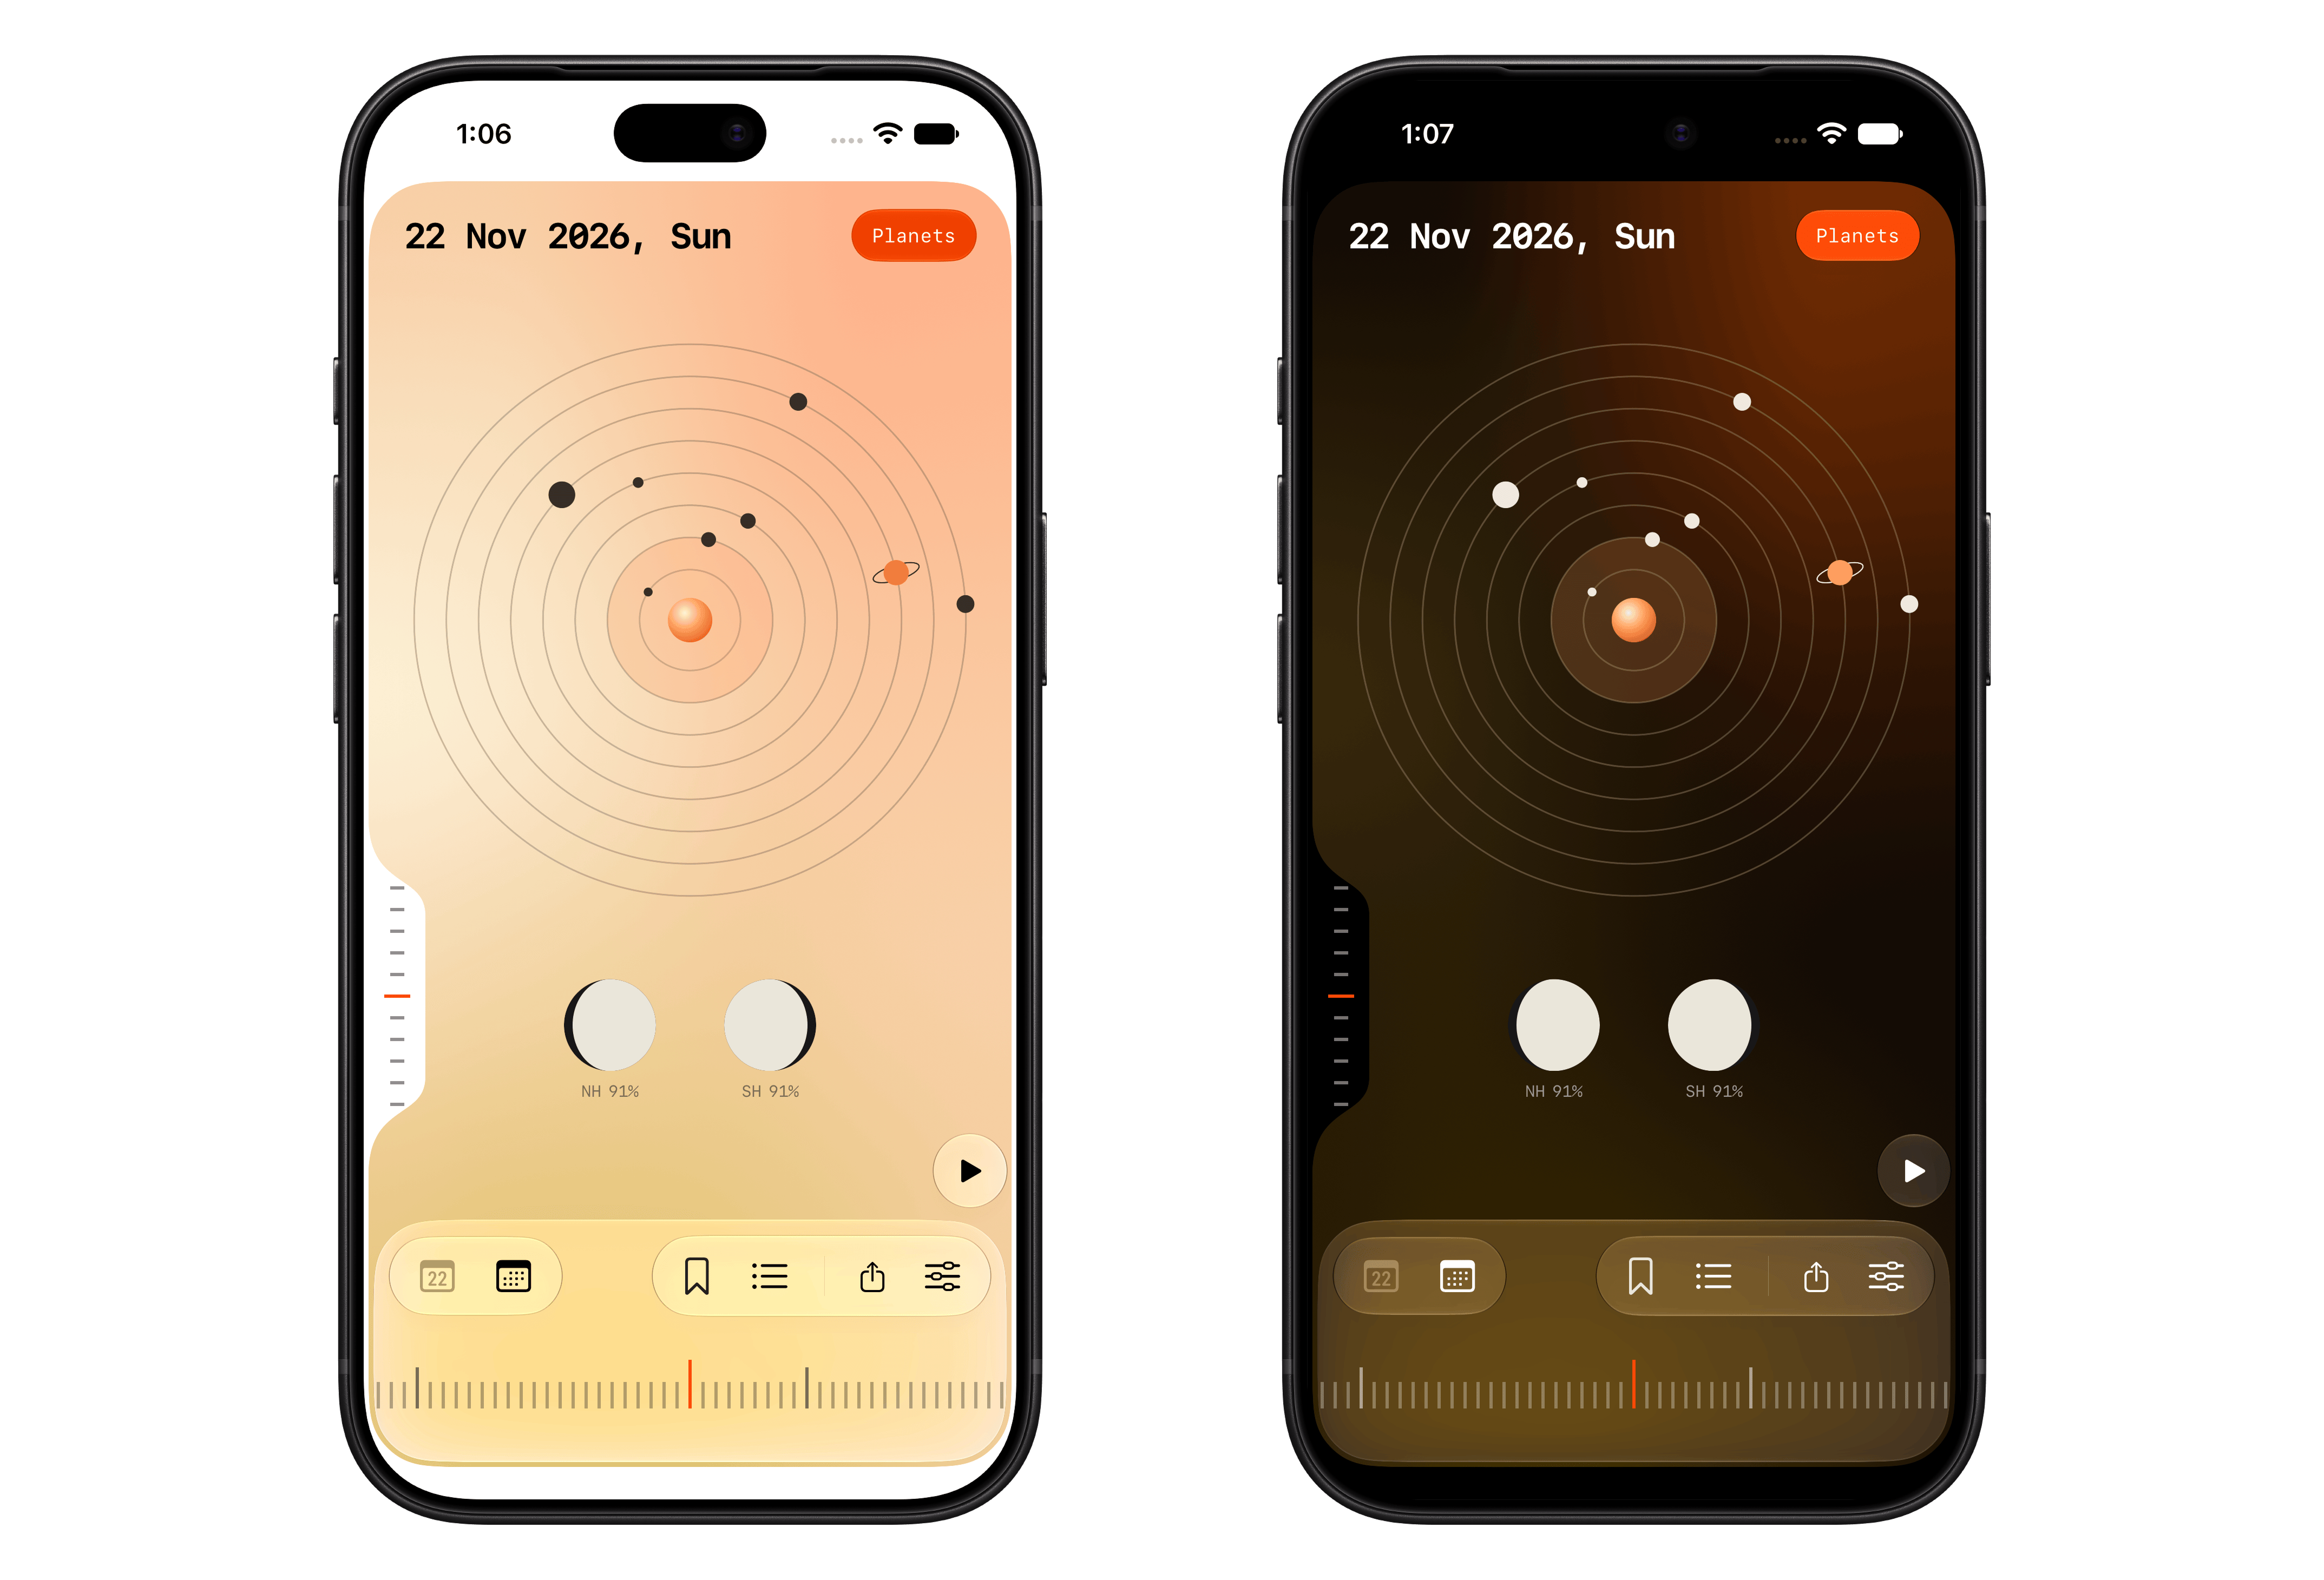 1:06
22 Nov 2026, Sun
Planets
NH 91%
SH 91%
22
1:07
22 Nov 2026, Sun
Planets
NH 91%
SH 91%
22